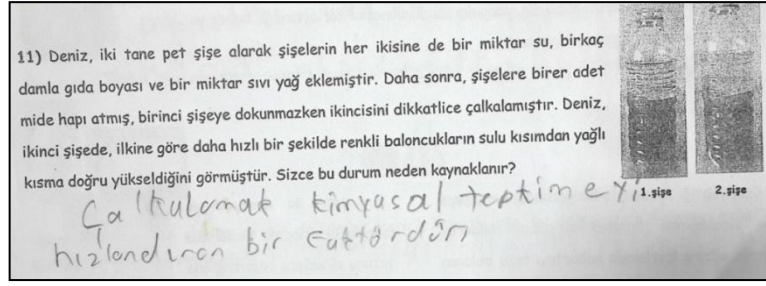 11) Deniz, iki tane pet şişe alarak şişelerin her ikisine de bir miktar su, birkaç
damla gıda boyası ve bir miktar sıvı yağ eklemiştir. Daha sonra, şişelere birer adet
mide hapı atmış, birinci şişeye dokunmazken ikincisini dikkatlice çalkalamıştır. Deniz,
ikinci şişede, ilkine göre daha hızlı bir şekilde renkli baloncukların sulu kısımdan yağlı
kısma doğru yükseldiğini görmüştür. Sizce bu durum neden kaynaklanır?
Çalkalamak kimyasal teptimeyi
hızlandıran bir faktördür
1.şişe
2.şişe